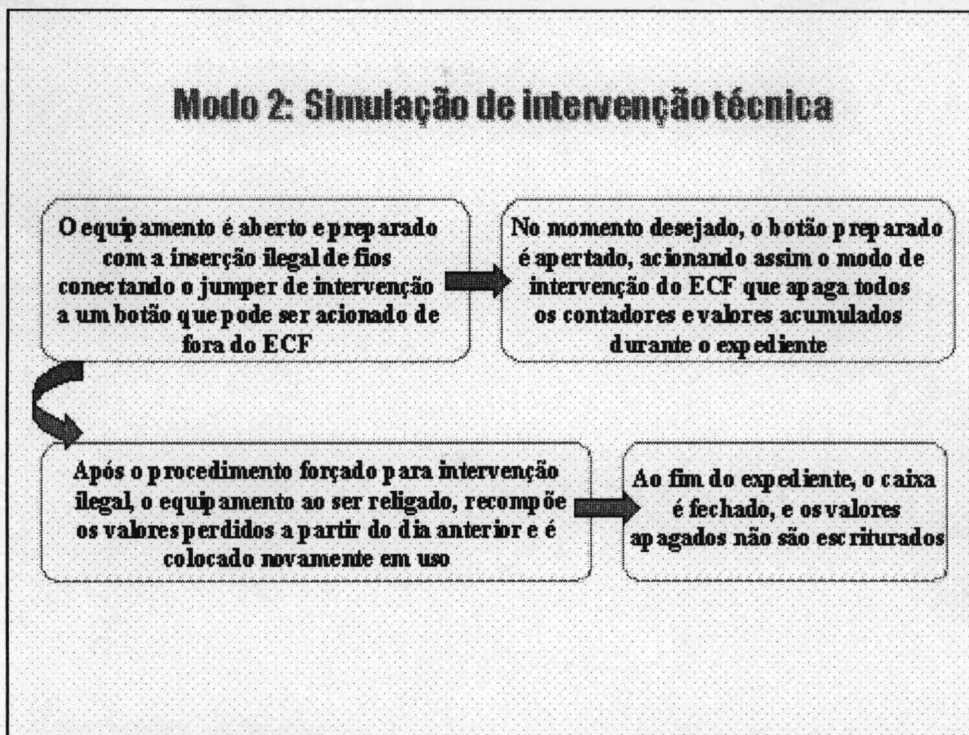 Modo 2: Simulação de intervenção técnica
O equipamento é aberto e preparado
com a inserção ilegal de fios
conectando o jumper de intervenção
a um botão que pode ser acionado de
fora do ECF
No momento desejado, o botão preparado
é apertado, acionando assim o modo de
intervenção do ECF que apaga todos
os contadores e valores acumulados
durante o expediente
Após o procedimento forçado para intervenção
ilegal, o equipamento ao ser religado, recompõe
os valores perdidos a partir do dia anterior e é
colocado novamente em uso
Ao fim do expediente, o caixa
é fechado, e os valores
apagados não são escriturados